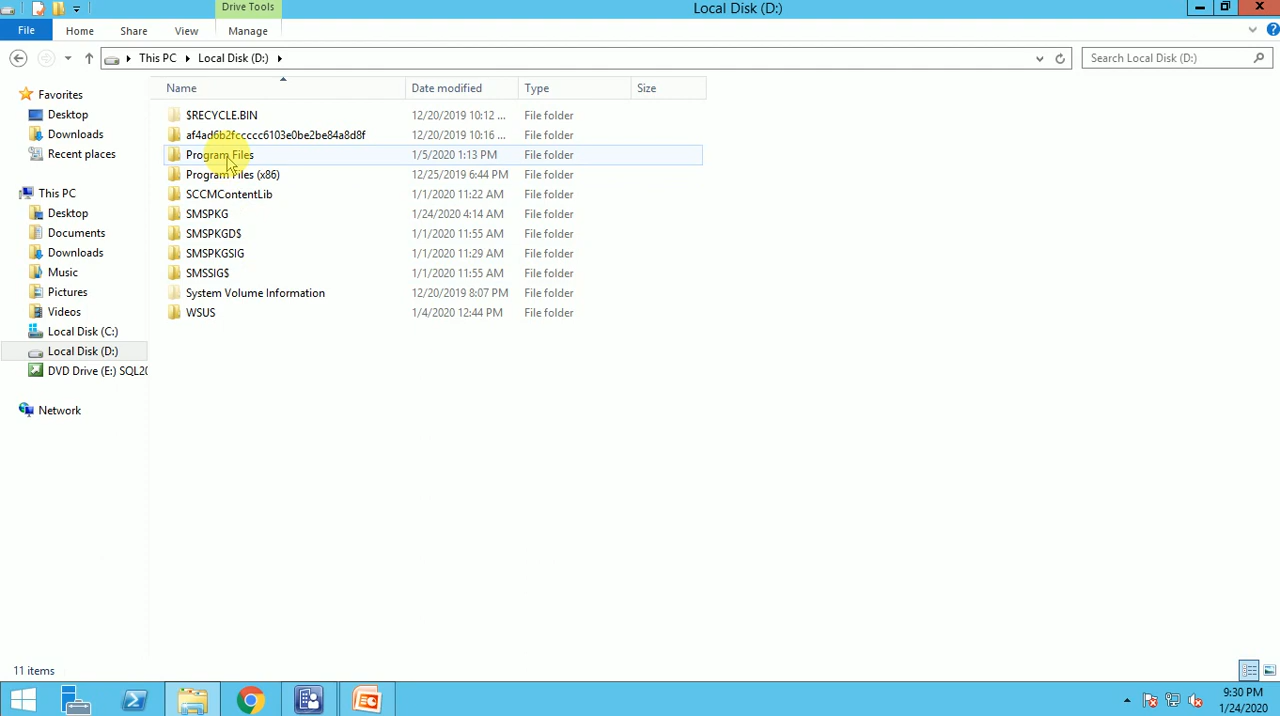 Drive Tools
Local Disk (D:)
File Home Share View Manage
This PC Local Disk (D:)
Search Local Disk (D:)
Name Date modified Type Size
Favorites
Desktop
Downloads
Recent places
This PC
Desktop
Documents
Downloads
Music
Pictures
Videos
Local Disk (C:)
Local Disk (D:)
DVD Drive (E:) SQL20
Network
$RECYCLE.BIN 12/20/2019 10:12 ... File folder
af4ad6b2fccccc6103e0be2be84a8d8f 12/20/2019 10:16 ... File folder
Program Files 1/5/2020 1:13 PM File folder
Program Files (x86) 12/25/2019 6:44 PM File folder
SCCMContentLib 1/1/2020 11:22 AM File folder
SMSPKG 1/24/2020 4:14 AM File folder
SMSPKGD$ 1/1/2020 11:55 AM File folder
SMSPKGSIG 1/1/2020 11:29 AM File folder
SMSSIG$ 1/1/2020 11:55 AM File folder
System Volume Information 12/20/2019 8:07 PM File folder
WSUS 1/4/2020 12:44 PM File folder
11 items
9:30 PM
1/24/2020